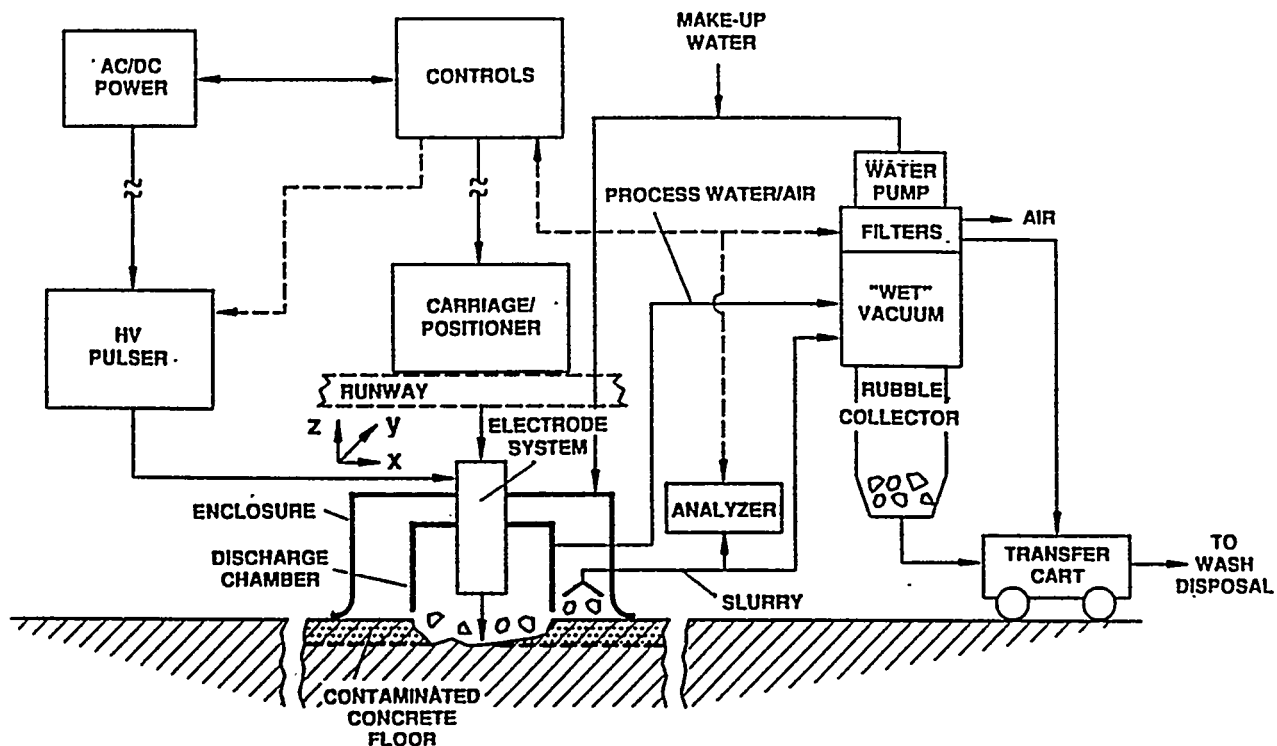 MAKE-UP
WATER
AC/DC
POWER
CONTROLS
WATER
PUMP
PROCESS WATER/AIR
AIR
FILTERS
CARRIAGE/
POSITIONER
"WET"
VACUUM
HV
PULSER
RUNWAY
RUBBLE
COLLECTOR
z
y
x
ELECTRODE
SYSTEM
ENCLOSURE
ANALYZER
DISCHARGE
CHAMBER
TRANSFER
CART
TO
WASH
DISPOSAL
SLURRY
CONTAMINATED
CONCRETE
FLOOR